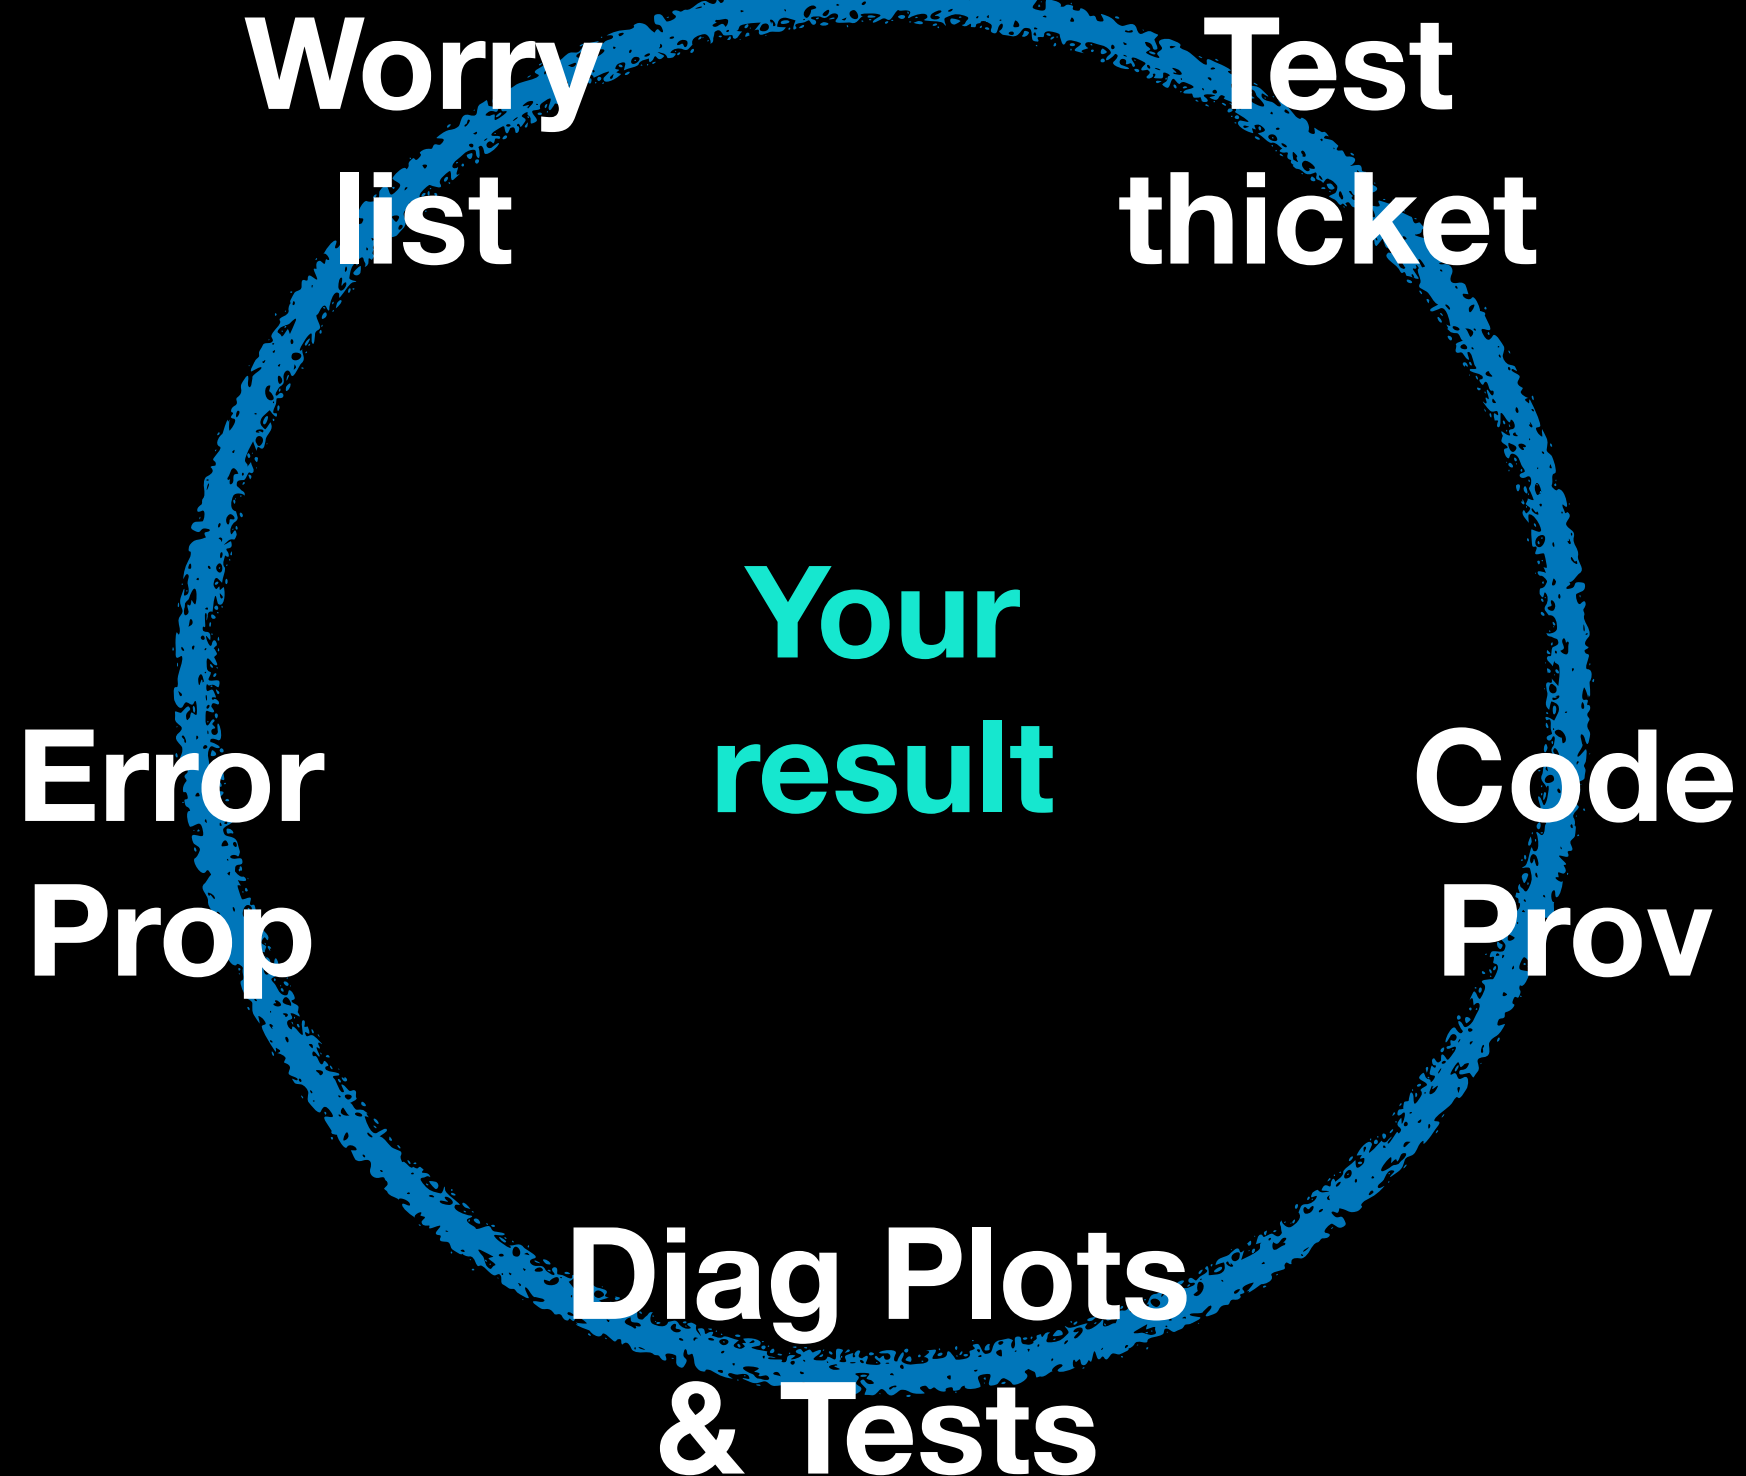 Worry
list
Test
thicket
Your
result
Error
Prop
Code
Prov
Diag Plots
& Tests